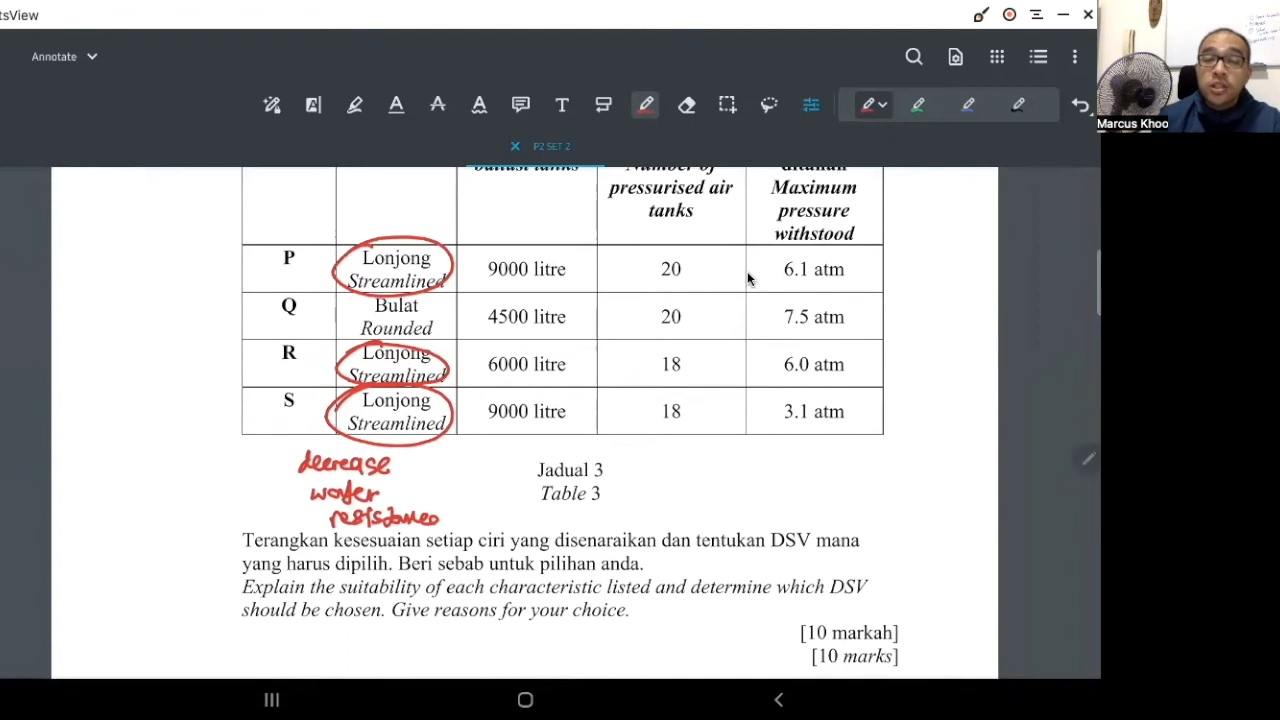 tsView
Annotate
Marcus Khoo
P2 SET 2
ballast tanks
Number of
pressurised air
tanks
ditahan
Maximum
pressure
withstood
P
Lonjong
Streamlined
9000 litre
20
6.1 atm
Q
Bulat
Rounded
4500 litre
20
7.5 atm
R
Lonjong
Streamlined
6000 litre
18
6.0 atm
S
Lonjong
Streamlined
9000 litre
18
3.1 atm
decrease
water
resistance
Jadual 3
Table 3
Terangkan kesesuaian setiap ciri yang disenaraikan dan tentukan DSV mana
yang harus dipilih. Beri sebab untuk pilihan anda.
Explain the suitability of each characteristic listed and determine which DSV
should be chosen. Give reasons for your choice.
[10 markah]
[10 marks]